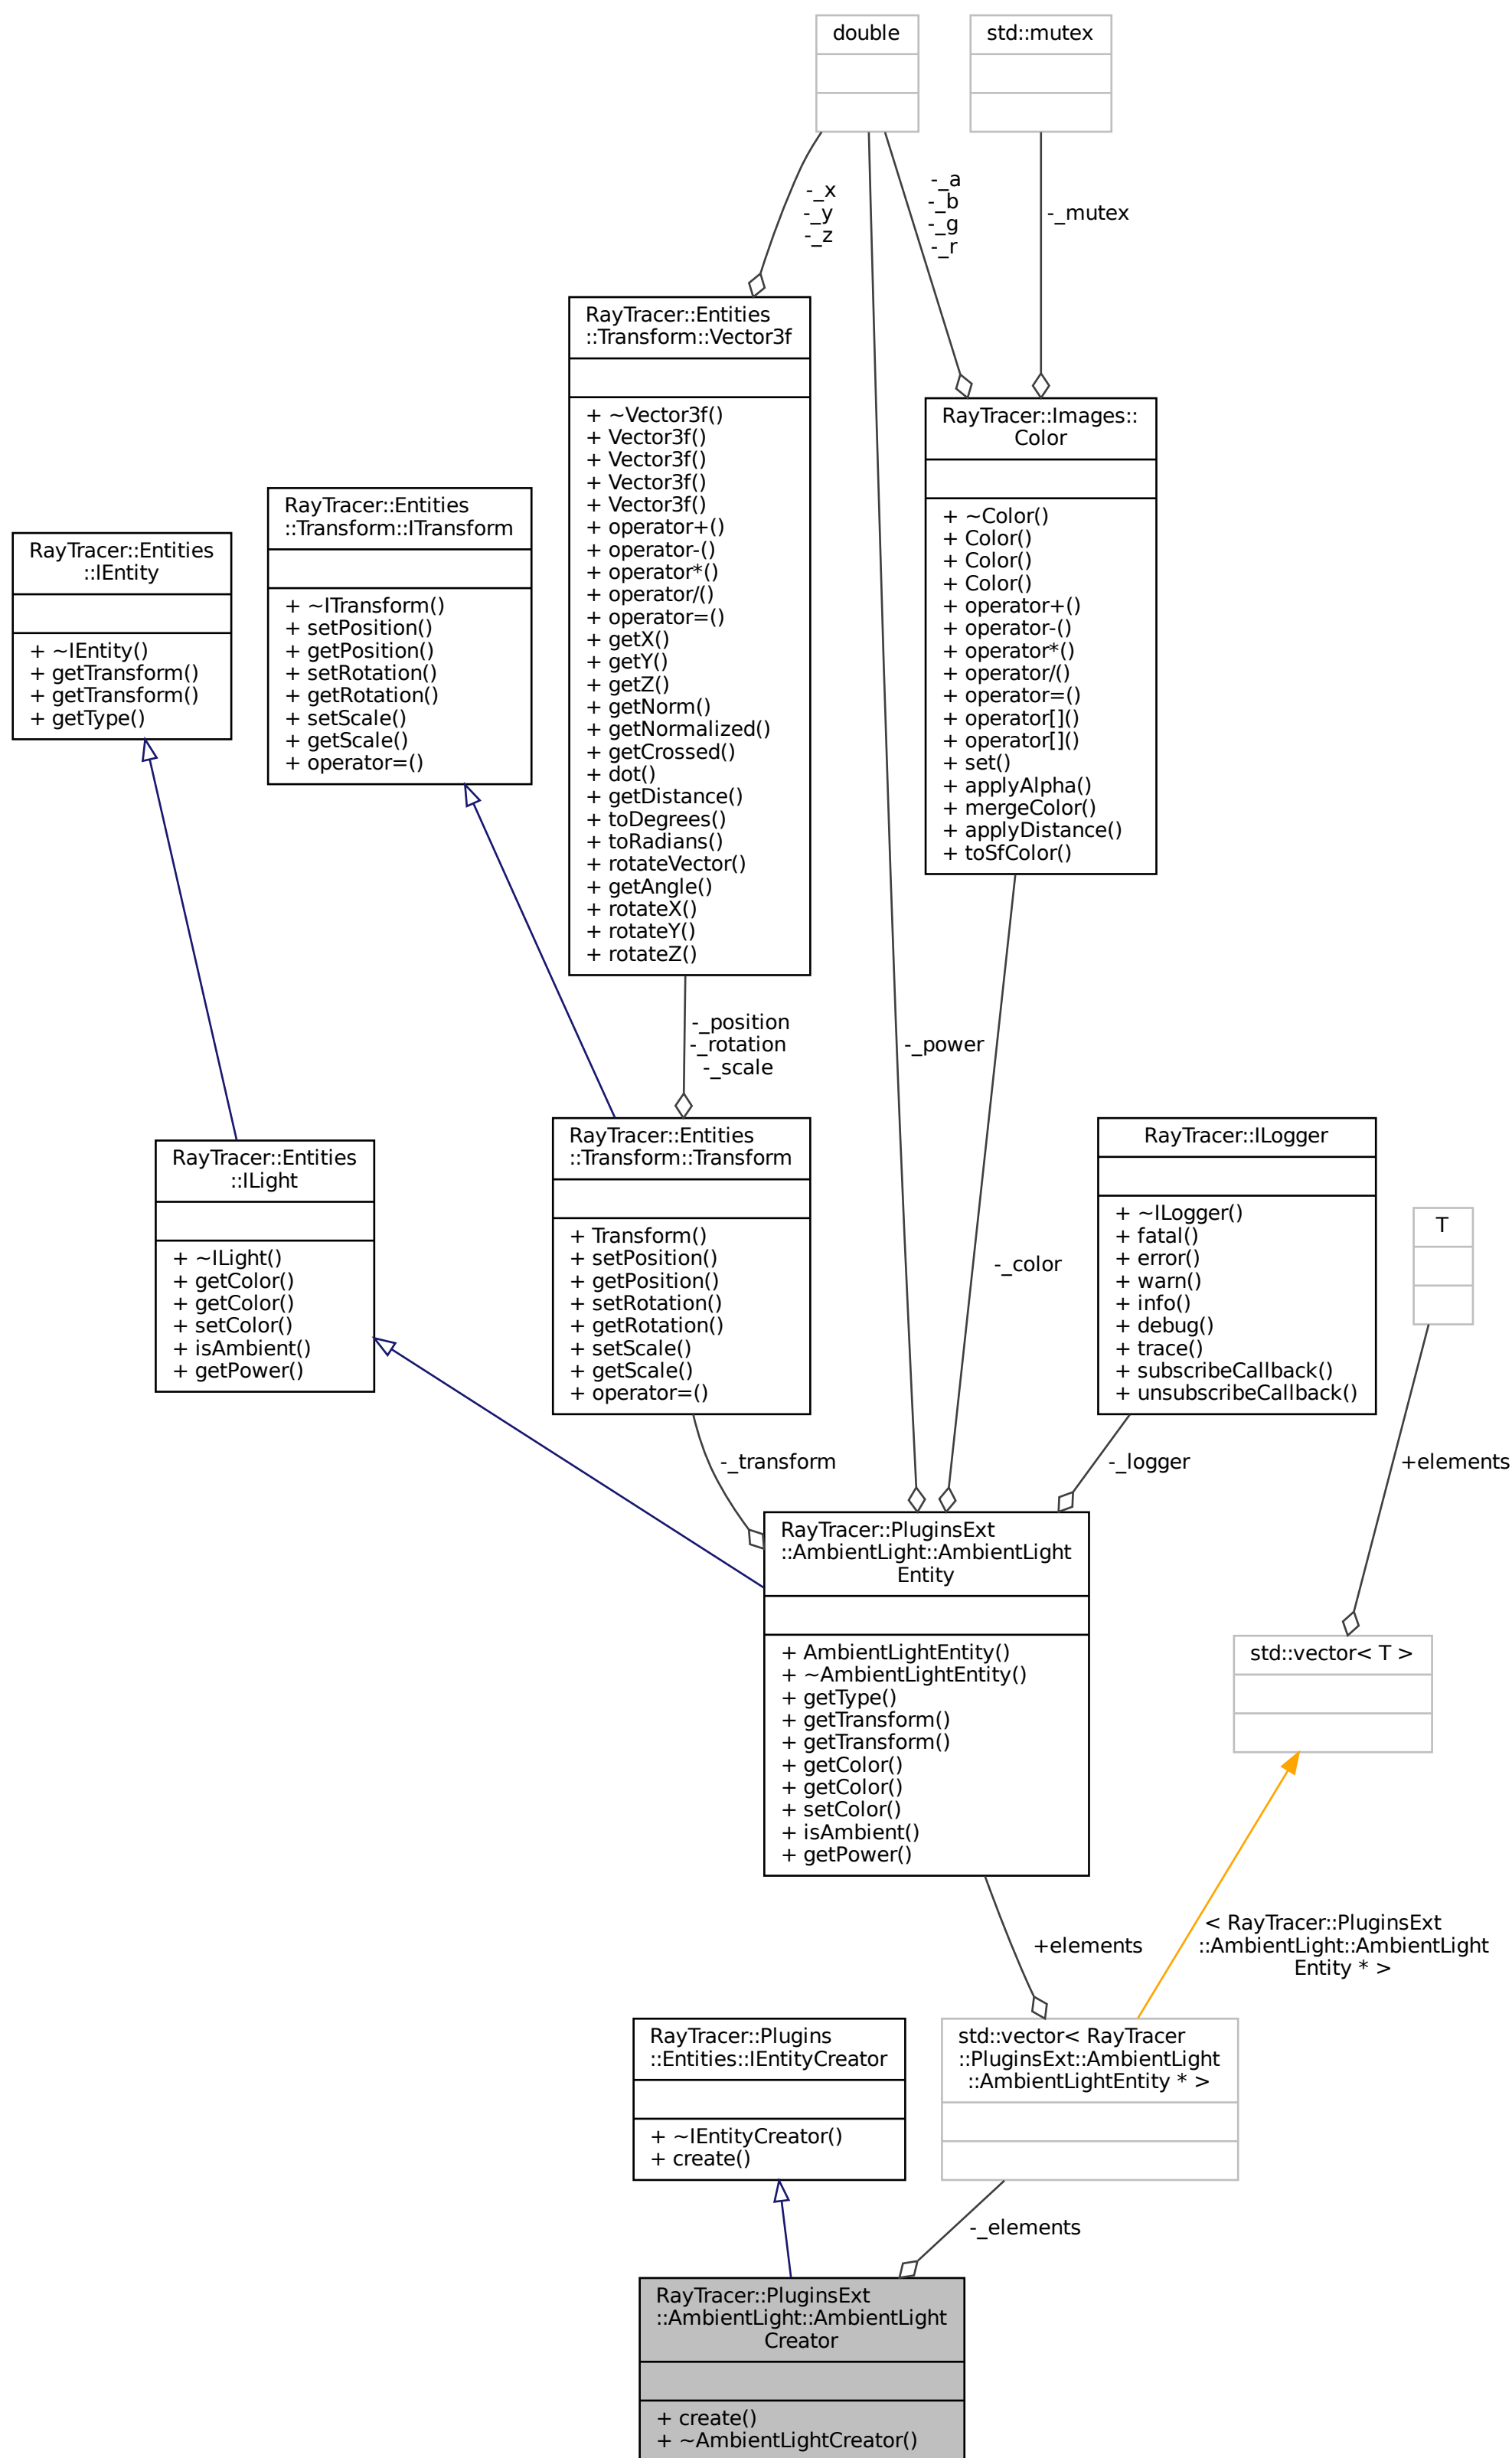 double
std::mutex
-_x
-_y
-_z
-_a
-_b
-_g
-_r
-_mutex
RayTracer::Entities
::Transform::Vector3f
+ ~Vector3f()
+ Vector3f()
+ Vector3f()
+ Vector3f()
+ Vector3f()
+ operator+()
+ operator-()
+ operator*()
+ operator/()
+ operator=()
+ getX()
+ getY()
+ getZ()
+ getNorm()
+ getNormalized()
+ getCrossed()
+ dot()
+ getDistance()
+ toDegrees()
+ toRadians()
+ rotateVector()
+ getAngle()
+ rotateX()
+ rotateY()
+ rotateZ()
RayTracer::Images::
Color
+ ~Color()
+ Color()
+ Color()
+ Color()
+ operator+()
+ operator-()
+ operator*()
+ operator/()
+ operator=()
+ operator[]()
+ operator[]()
+ set()
+ applyAlpha()
+ mergeColor()
+ applyDistance()
+ toSfColor()
RayTracer::Entities
::Transform::ITransform
+ ~ITransform()
+ setPosition()
+ getPosition()
+ setRotation()
+ getRotation()
+ setScale()
+ getScale()
+ operator=()
RayTracer::Entities
::IEntity
+ ~IEntity()
+ getTransform()
+ getTransform()
+ getType()
-_position
-_rotation
-_scale
-_power
RayTracer::Entities
::ILight
+ ~ILight()
+ getColor()
+ getColor()
+ setColor()
+ isAmbient()
+ getPower()
RayTracer::Entities
::Transform::Transform
+ Transform()
+ setPosition()
+ getPosition()
+ setRotation()
+ getRotation()
+ setScale()
+ getScale()
+ operator=()
-_color
RayTracer::ILogger
+ ~ILogger()
+ fatal()
+ error()
+ warn()
+ info()
+ debug()
+ trace()
+ subscribeCallback()
+ unsubscribeCallback()
T
-_transform
-_logger
+elements
RayTracer::PluginsExt
::AmbientLight::AmbientLight
Entity
+ AmbientLightEntity()
+ ~AmbientLightEntity()
+ getType()
+ getTransform()
+ getTransform()
+ getColor()
+ getColor()
+ setColor()
+ isAmbient()
+ getPower()
std::vector< T >
+elements
< RayTracer::PluginsExt
::AmbientLight::AmbientLight
Entity * >
RayTracer::Plugins
::Entities::IEntityCreator
+ ~IEntityCreator()
+ create()
std::vector< RayTracer
::PluginsExt::AmbientLight
::AmbientLightEntity * >
-_elements
RayTracer::PluginsExt
::AmbientLight::AmbientLight
Creator
+ create()
+ ~AmbientLightCreator()